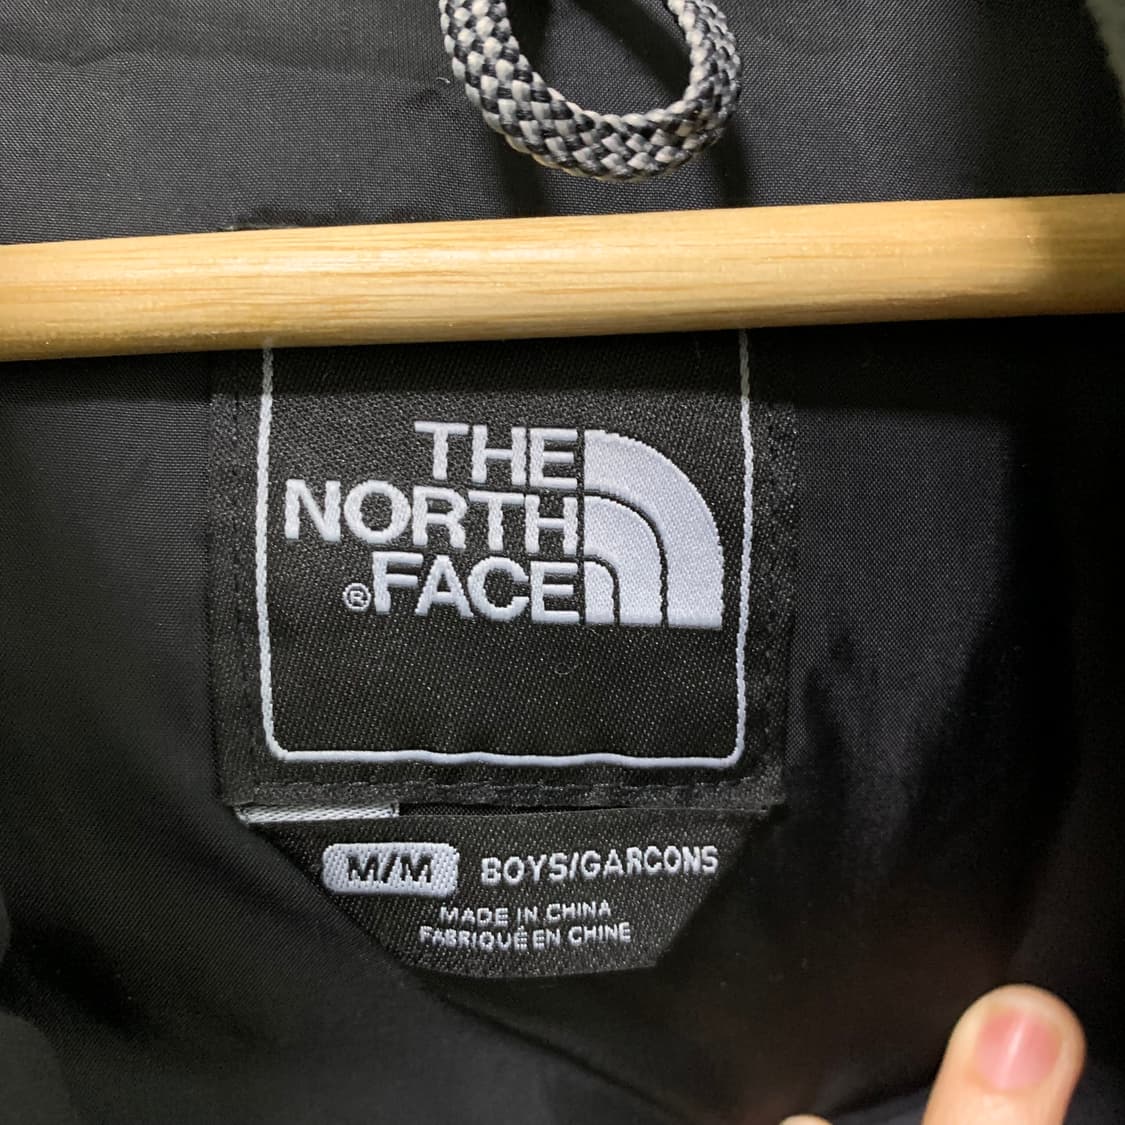 THE
NORTH
®FACE
M/M BOYS/GARCONS
MADE IN CHINA
FABRIQUÉ EN CHINE